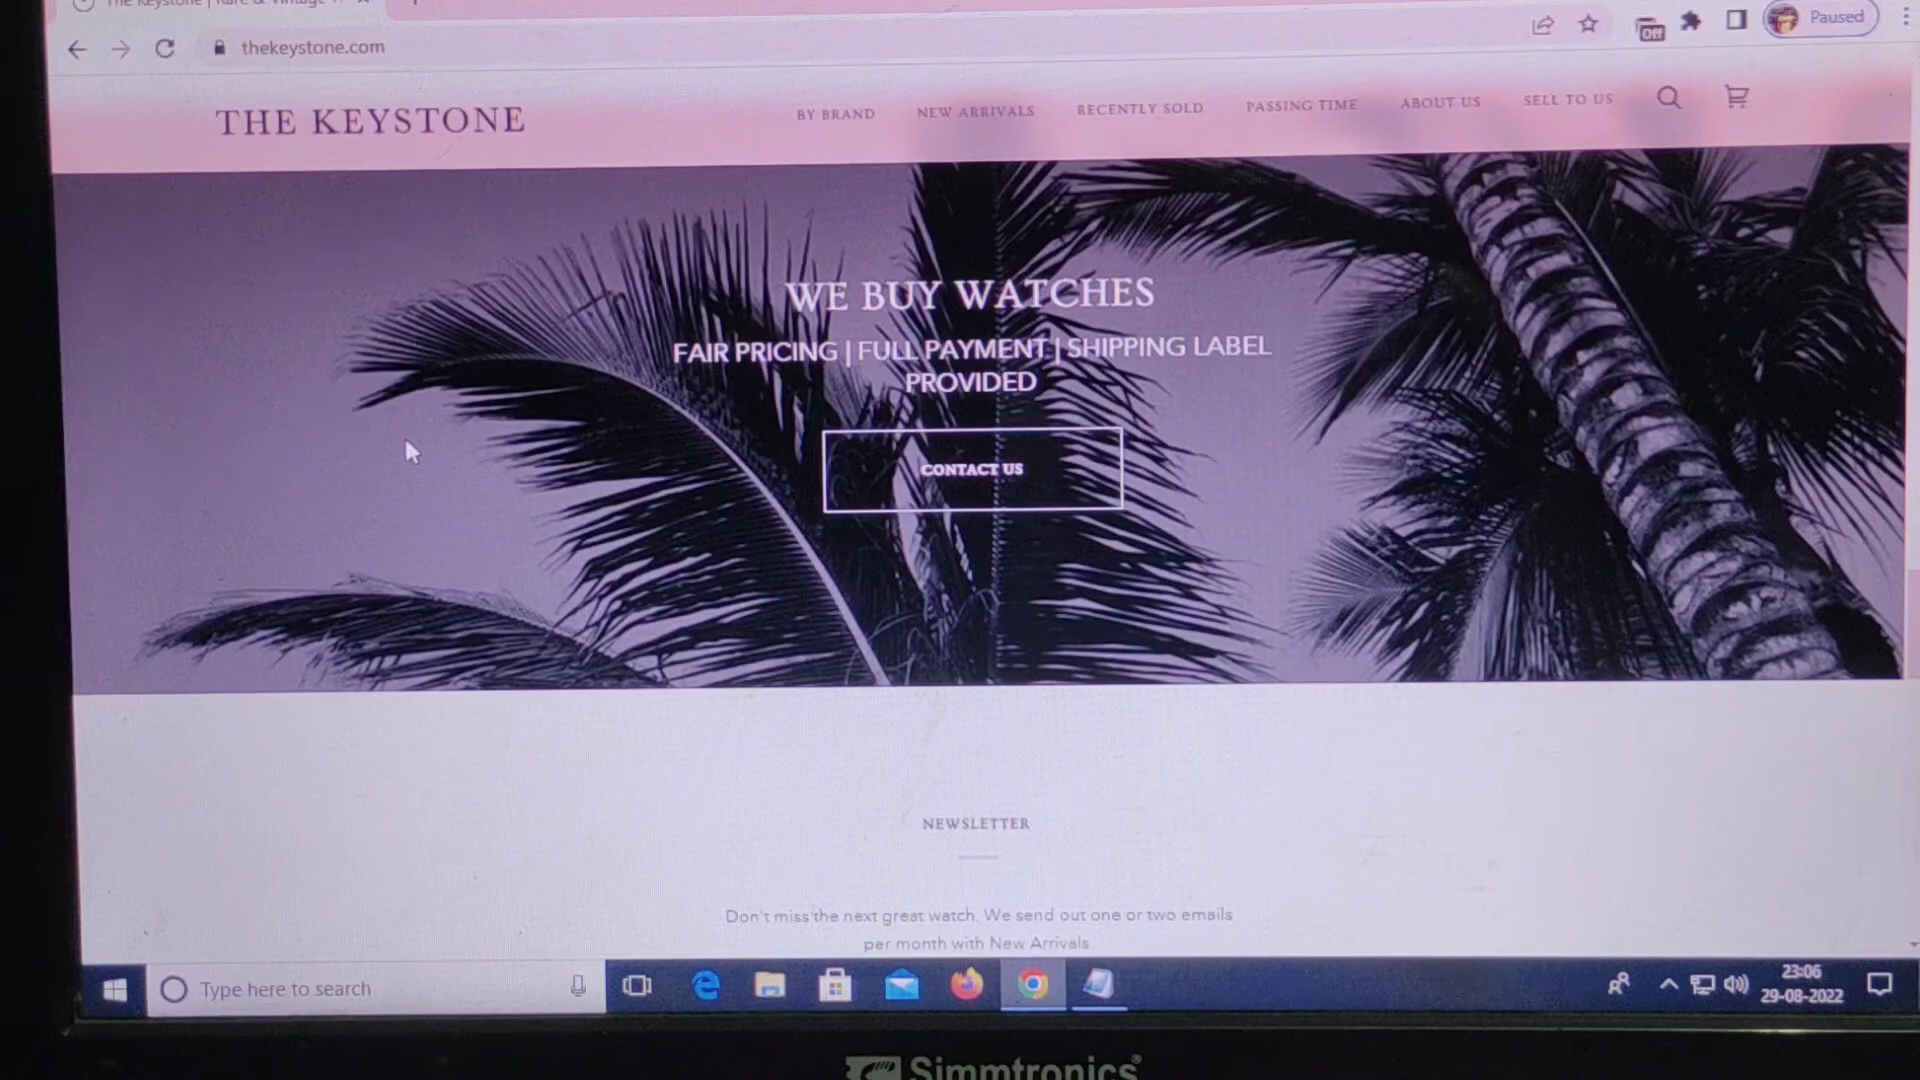 thekeystone.com
Paused
Off
THE KEYSTONE
BY BRAND
NEW ARRIVALS
RECENTLY SOLD
PASSING TIME
ABOUT US
SELL TO US
WE BUY WATCHES
FAIR PRICING | FULL PAYMENT | SHIPPING LABEL
PROVIDED
CONTACT US
NEWSLETTER
Don't miss the next great watch. We send out one or two emails
per month with New Arrivals
Type here to search
23:06
29-08-2022
Simmtronics